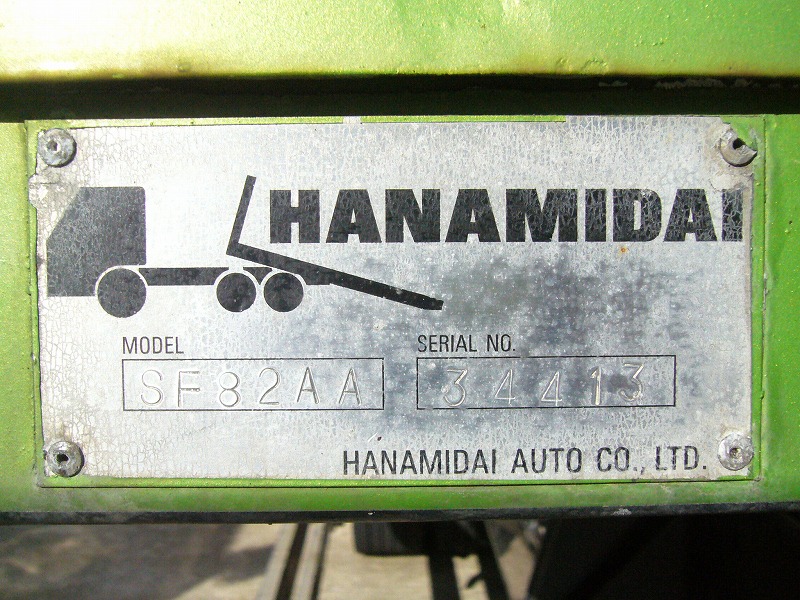 HANAMIDAI
MODEL SERIAL NO.
SF82AA 34413
HANAMIDAI AUTO CO., LTD.